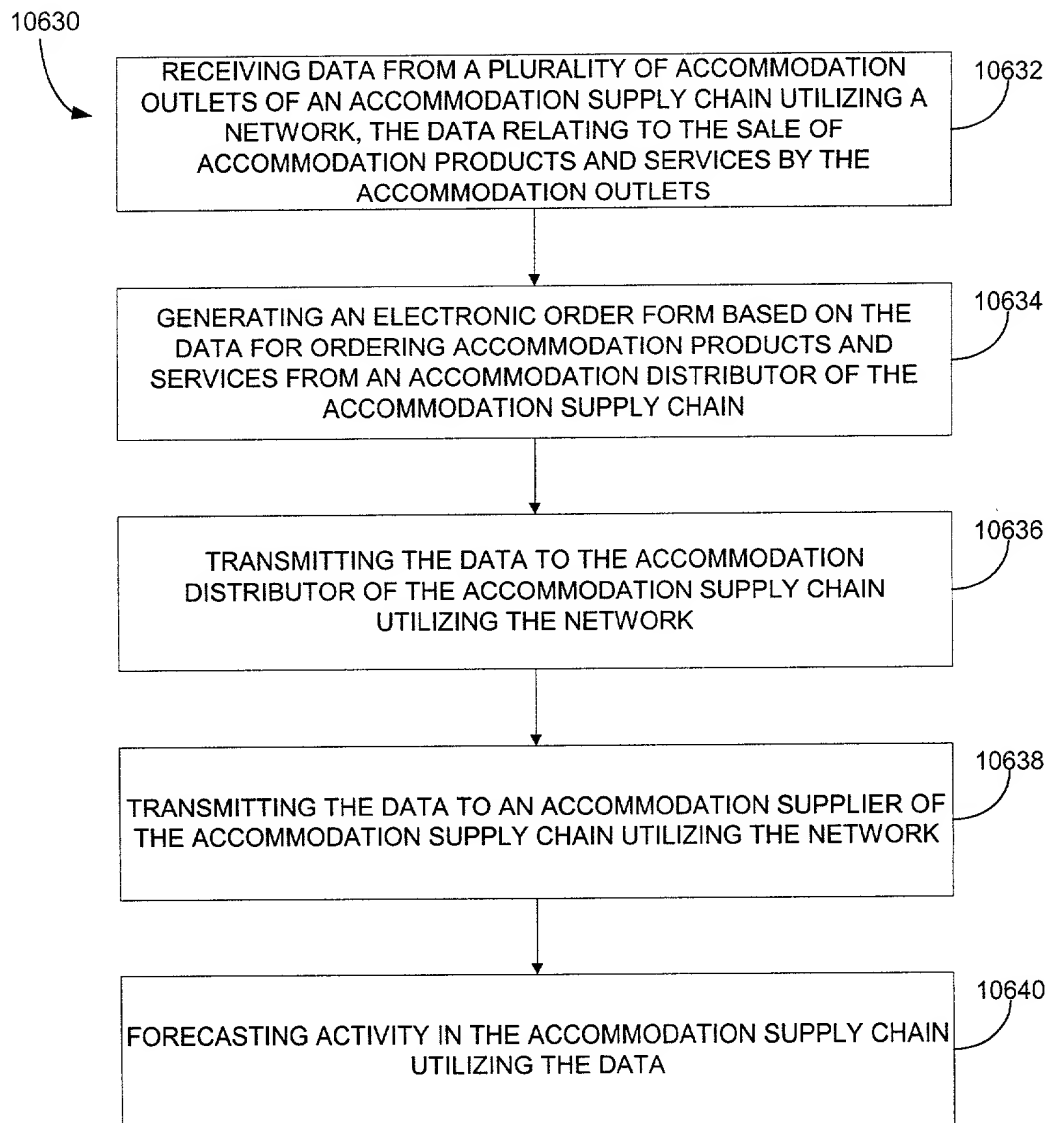 10630
RECEIVING DATA FROM A PLURALITY OF ACCOMMODATION
OUTLETS OF AN ACCOMMODATION SUPPLY CHAIN UTILIZING A
NETWORK, THE DATA RELATING TO THE SALE OF
ACCOMMODATION PRODUCTS AND SERVICES BY THE
ACCOMMODATION OUTLETS
10632
GENERATING AN ELECTRONIC ORDER FORM BASED ON THE
DATA FOR ORDERING ACCOMMODATION PRODUCTS AND
SERVICES FROM AN ACCOMMODATION DISTRIBUTOR OF THE
ACCOMMODATION SUPPLY CHAIN
10634
TRANSMITTING THE DATA TO THE ACCOMMODATION
DISTRIBUTOR OF THE ACCOMMODATION SUPPLY CHAIN
UTILIZING THE NETWORK
10636
TRANSMITTING THE DATA TO AN ACCOMMODATION SUPPLIER OF
THE ACCOMMODATION SUPPLY CHAIN UTILIZING THE NETWORK
10638
FORECASTING ACTIVITY IN THE ACCOMMODATION SUPPLY CHAIN
UTILIZING THE DATA
10640